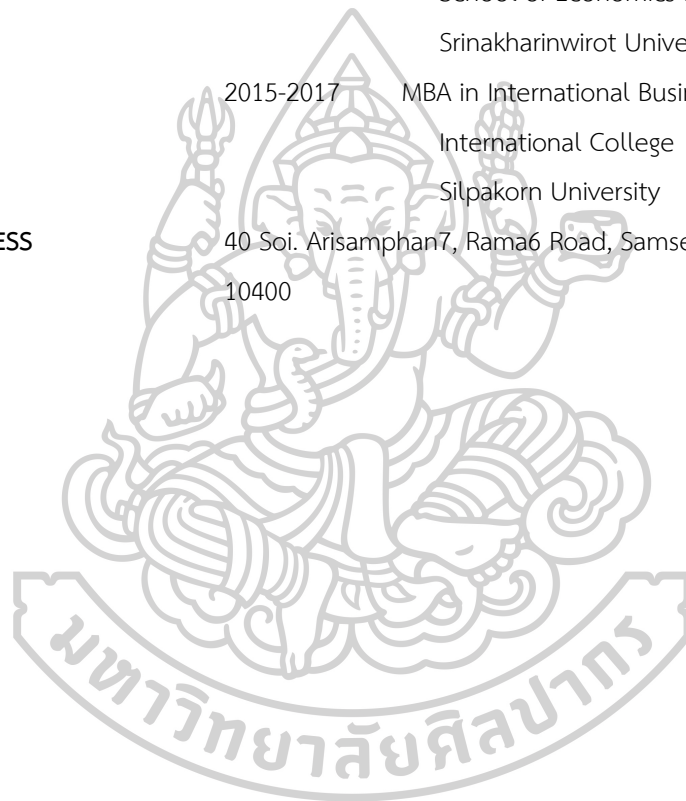 School of Economics
Srinakharinwirot Unive
2015-2017 MBA in International Busi
International College
Silpakorn University
ESS 40 Soi. Arisamphan7, Rama6 Road, Samse
10400
มหาวิทยาลัยศิลปากร